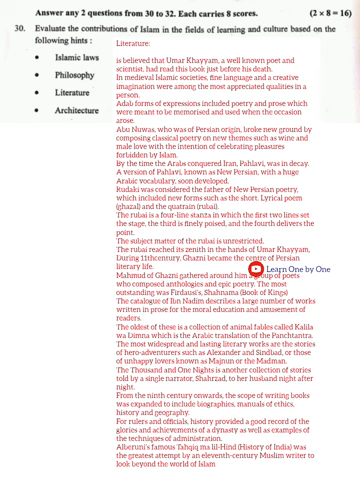 Answer any 2 questions from 30 to 32. Each carries 8 scores. (2 × 8 = 16)
30. Evaluate the contributions of Islam in the fields of learning and culture based on the
following hints :
• Islamic laws
• Philosophy
• Literature
• Architecture
Literature:
is believed that Umar Khayyam, a well known poet and
scientist, had read this book just before his death.
In medieval Islamic societies, fine language and a creative
imagination were among the most appreciated qualities in a
person.
Adab forms of expressions included poetry and prose which
were meant to be memorised and used when the occasion
arose.
Abu Nuwas, who was of Persian origin, broke new ground by
composing classical poetry on new themes such as wine and
male love with the intention of celebrating pleasures
forbidden by Islam.
By the time the Arabs conquered Iran, Pahlavi, was in decay.
A version of Pahlavi, known as New Persian, with a huge
Arabic vocabulary, soon developed.
Rudaki was considered the father of New Persian poetry,
which included new forms such as the short. Lyrical poem
(ghazal) and the quatrain (rubai).
The rubai is a four-line stanza in which the first two lines set
the stage, the third is finely poised, and the fourth delivers the
point.
The subject matter of the rubai is unrestricted.
The rubai reached its zenith in the hands of Umar Khayyam,
During 11thcentury, Ghazni became the centre of Persian
literary life.
Mahmud of Ghazni gathered around him a group of poets
who composed anthologies and epic poetry. The most
outstanding was Firdausi's, Shahnama (Book of Kings)
The catalogue of Ibn Nadim describes a large number of works
written in prose for the moral education and amusement of
readers.
The oldest of these is a collection of animal fables called Kalila
wa Dimna which is the Arabic translation of the Panchtantra.
The most widespread and lasting literary works are the stories
of hero-adventurers such as Alexander and Sindbad, or those
of unhappy lovers known as Majnun or the Madman.
The Thousand and One Nights is another collection of stories
told by a single narrator, Shahrzad, to her husband night after
night.
From the ninth century onwards, the scope of writing books
was expanded to include biographies, manuals of ethics,
history and geography.
For rulers and officials, history provided a good record of the
glories and achievements of a dynasty as well as examples of
the techniques of administration.
Alberuni's famous Tahqiq ma lil-Hind (History of India) was
the greatest attempt by an eleventh-century Muslim writer to
look beyond the world of Islam
Learn One by One